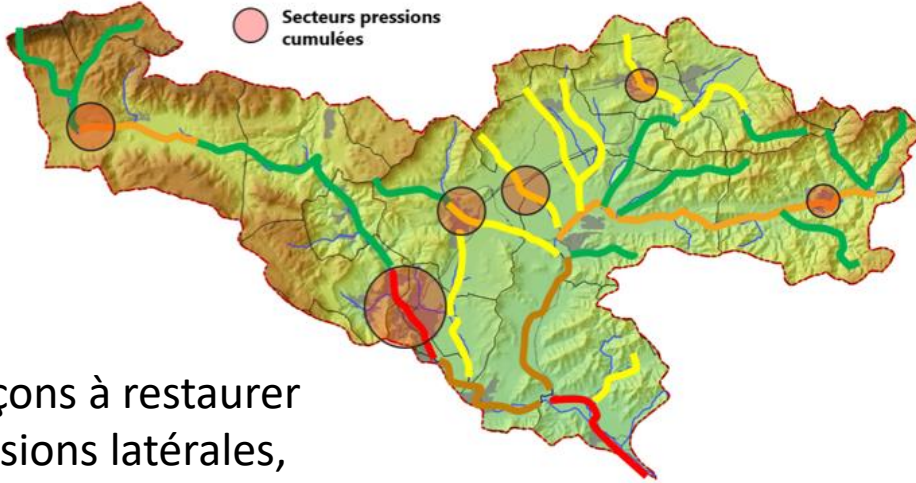 Secteurs pressions
cumulées
çons à restaurer
sions latérales,